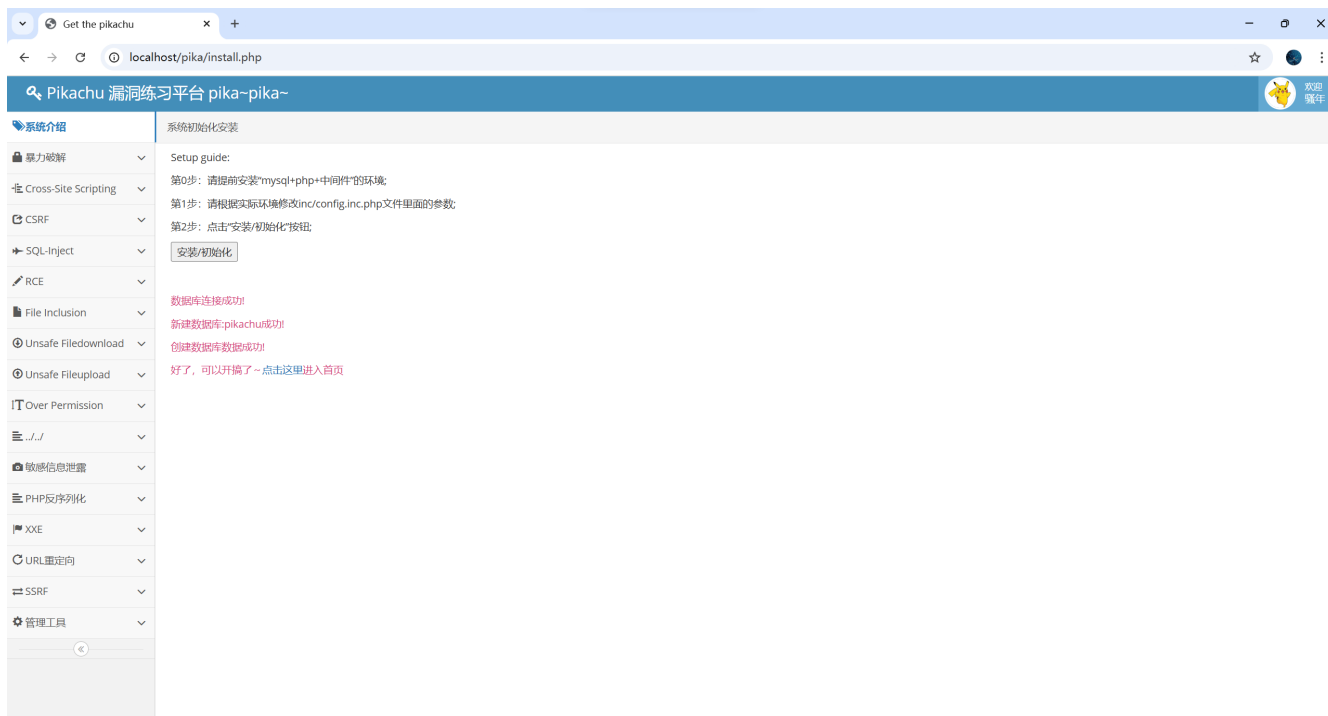 Get the pikachu
localhost/pika/install.php
Pikachu 漏洞练习平台 pika~pika~
欢迎
骚年
系统介绍
系统初始化安装
暴力破解
Cross-Site Scripting
CSRF
SQL-Inject
RCE
File Inclusion
Unsafe Filedownload
Unsafe Fileupload
Over Permission
../../
敏感信息泄露
PHP反序列化
XXE
URL重定向
SSRF
管理工具
Setup guide:
第0步：请提前安装“mysql+php+中间件”的环境;
第1步：请根据实际环境修改inc/config.inc.php文件里面的参数;
第2步：点击“安装/初始化”按钮;
安装/初始化
数据库连接成功!
新建数据库:pikachu成功!
创建数据库数据成功!
好了，可以开搞了～点击这里进入首页